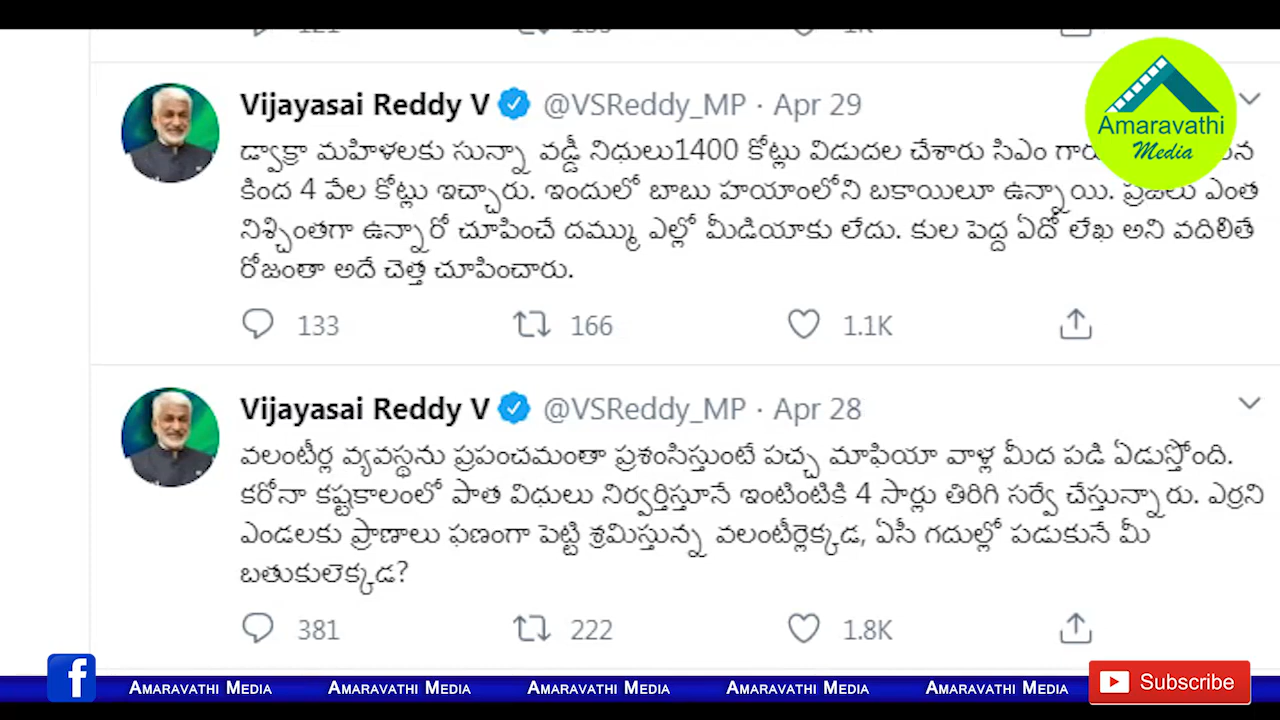 Vijayasai Reddy V @VSReddy_MP · Apr 29
Amaravathi
Media
డ్వాక్రా మహిళలకు సున్నా వడ్డీ నిధులు1400 కోట్లు విడుదల చేశారు సిఎం
కింద 4 వేల కోట్లు ఇచ్చారు. ఇందులో బాబు హయాంలోని బకాయిలూ ఉన్నాయి. ప్రజలు ఎంత
నిశ్చింతగా ఉన్నారో చూపించే దమ్ము ఎల్లో మీడియాకు లేదు. కుల పెద్ద ఏదో లేఖ అని వదిలితే
రోజంతా అదే చెత్త చూపించారు.
133 166 1.1K
Vijayasai Reddy V @VSReddy_MP · Apr 28
వలంటీర్ల వ్యవస్థను ప్రపంచమంతా ప్రశంసిస్తుంటే పచ్చ మాఫియా వాళ్ల మీద పడి ఏడుస్తోంది.
కరోనా కష్టకాలంలో పాత విధులు నిర్వర్తిస్తూనే ఇంటింటికి 4 సార్లు తిరిగి సర్వే చేస్తున్నారు. ఎర్రని
ఎండలకు ప్రాణాలు ఫణంగా పెట్టి శ్రమిస్తున్న వలంటీర్లెక్కడ, ఏసీ గదుల్లో పడుకునే మీ
బతుకులెక్కడ?
381 222 1.8K
f Amaravathi Media Amaravathi Media Amaravathi Media Amaravathi Media Amaravathi Media Subscribe